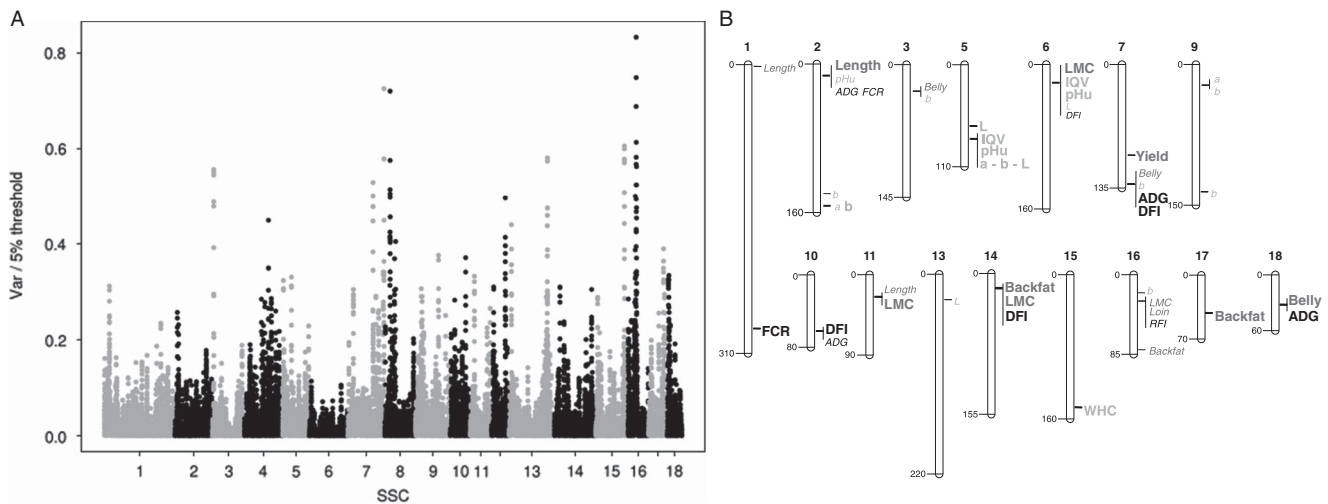 A
Var / 5% threshold
0.8
0.6
0.4
0.2
0.0
1 2 3 4 5 6 7 8 9 10 11 13 14 15 16 17 18
SSC
B
1 2 3 5 6 7 9
0 Length
FCR
310
0 Length
pHu
ADG FCR
b
a b
160
0 Belly
b
145
0
L
IQV
pHu
a - b - L
110
0 LMC
IQV
pHu
L
DFI
160
0
Yield
Belly
b
ADG
DFI
135
0 a
b
b
150
10 11 13 14 15 16 17 18
0
DFI
ADG
80
0 Length
LMC
90
0
L
220
0 Backfat
LMC
DFI
155
0
WHC
160
0
b
LMC
Loin
RFI
Backfat
85
0
Backfat
70
0
Belly
ADG
60